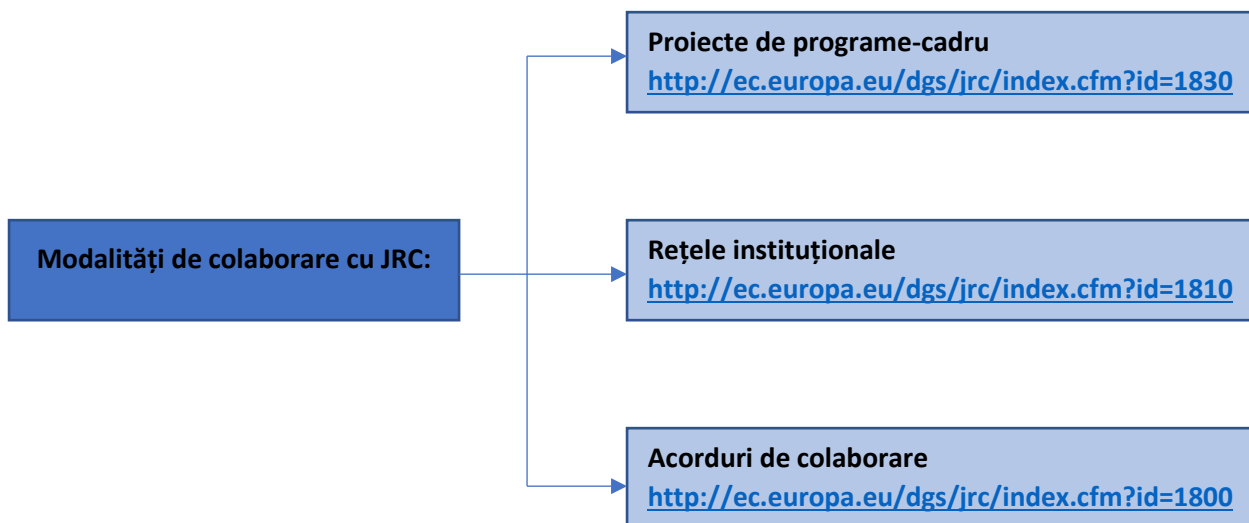 Proiecte de programe-cadru
http://ec.europa.eu/dgs/jrc/index.cfm?id=1830
Modalități de colaborare cu JRC:
Rețele instituționale
http://ec.europa.eu/dgs/jrc/index.cfm?id=1810
Acorduri de colaborare
http://ec.europa.eu/dgs/jrc/index.cfm?id=1800